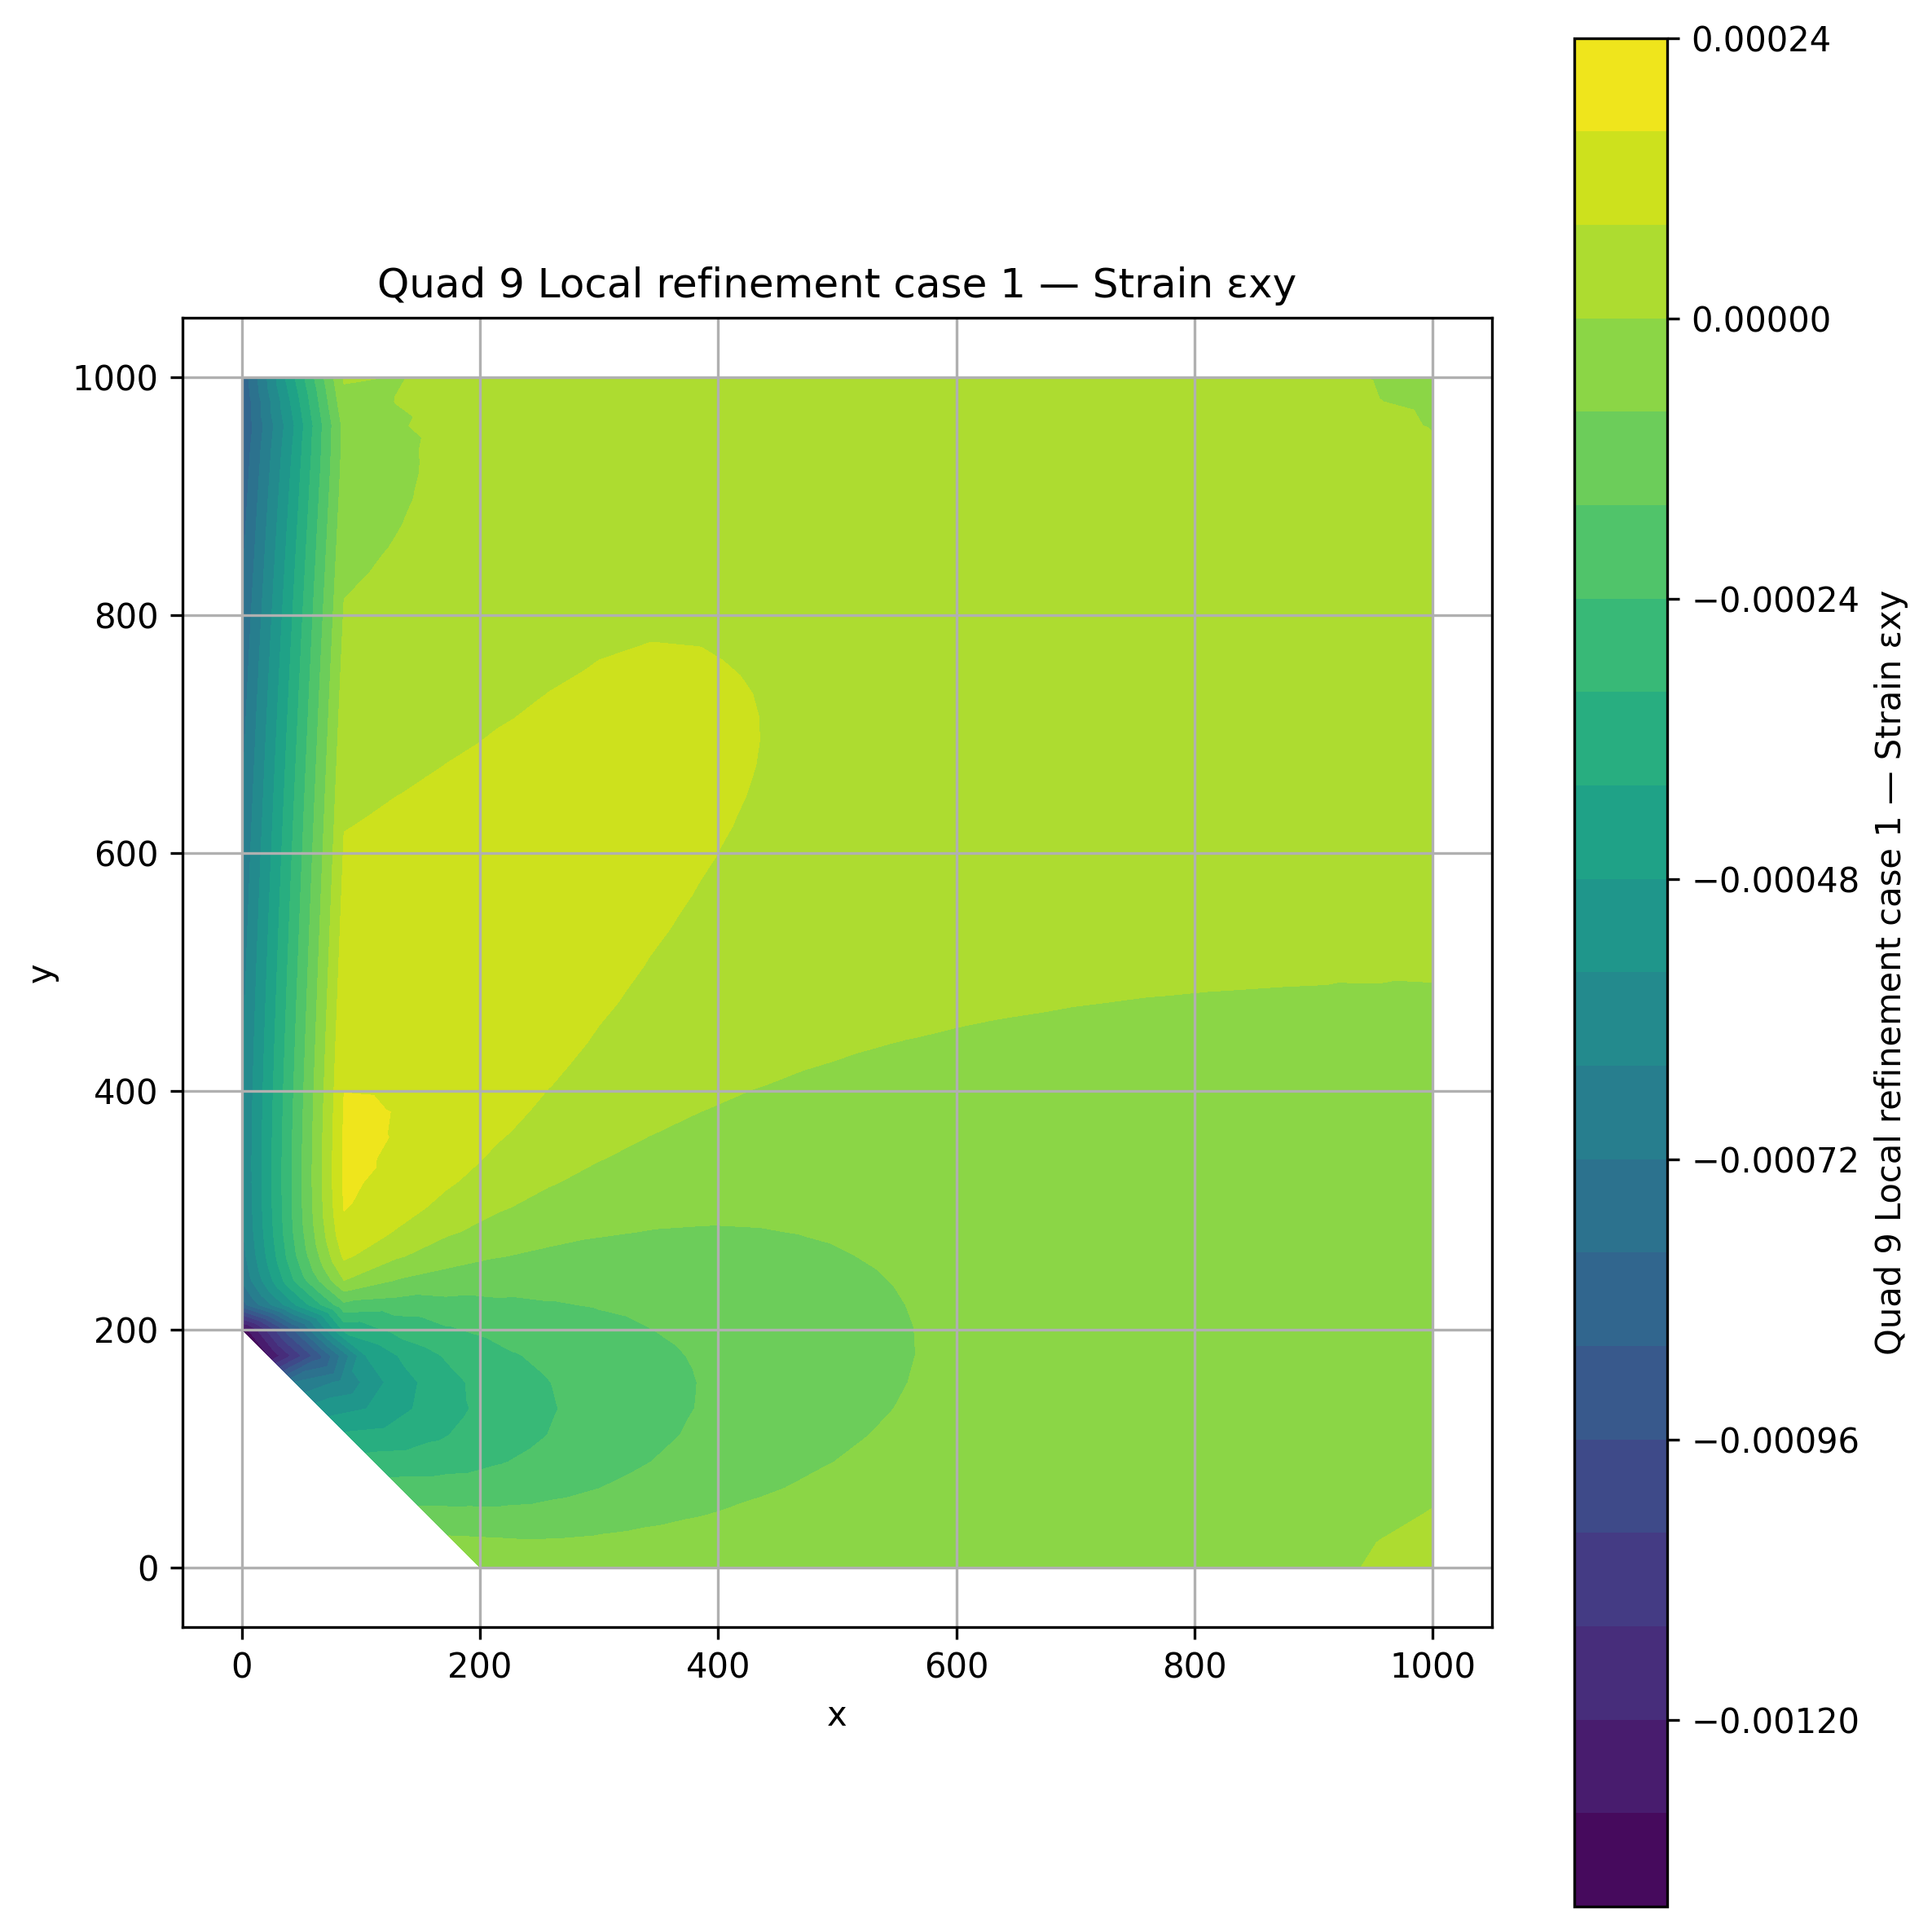 Quad 9 Local refinement case 1 — Strain εxy
1000
800
600
400
200
0
y
0 200 400 600 800 1000
x
0.00024
0.00000
−0.00024
−0.00048
−0.00072
−0.00096
−0.00120
Quad 9 Local refinement case 1 — Strain εxy